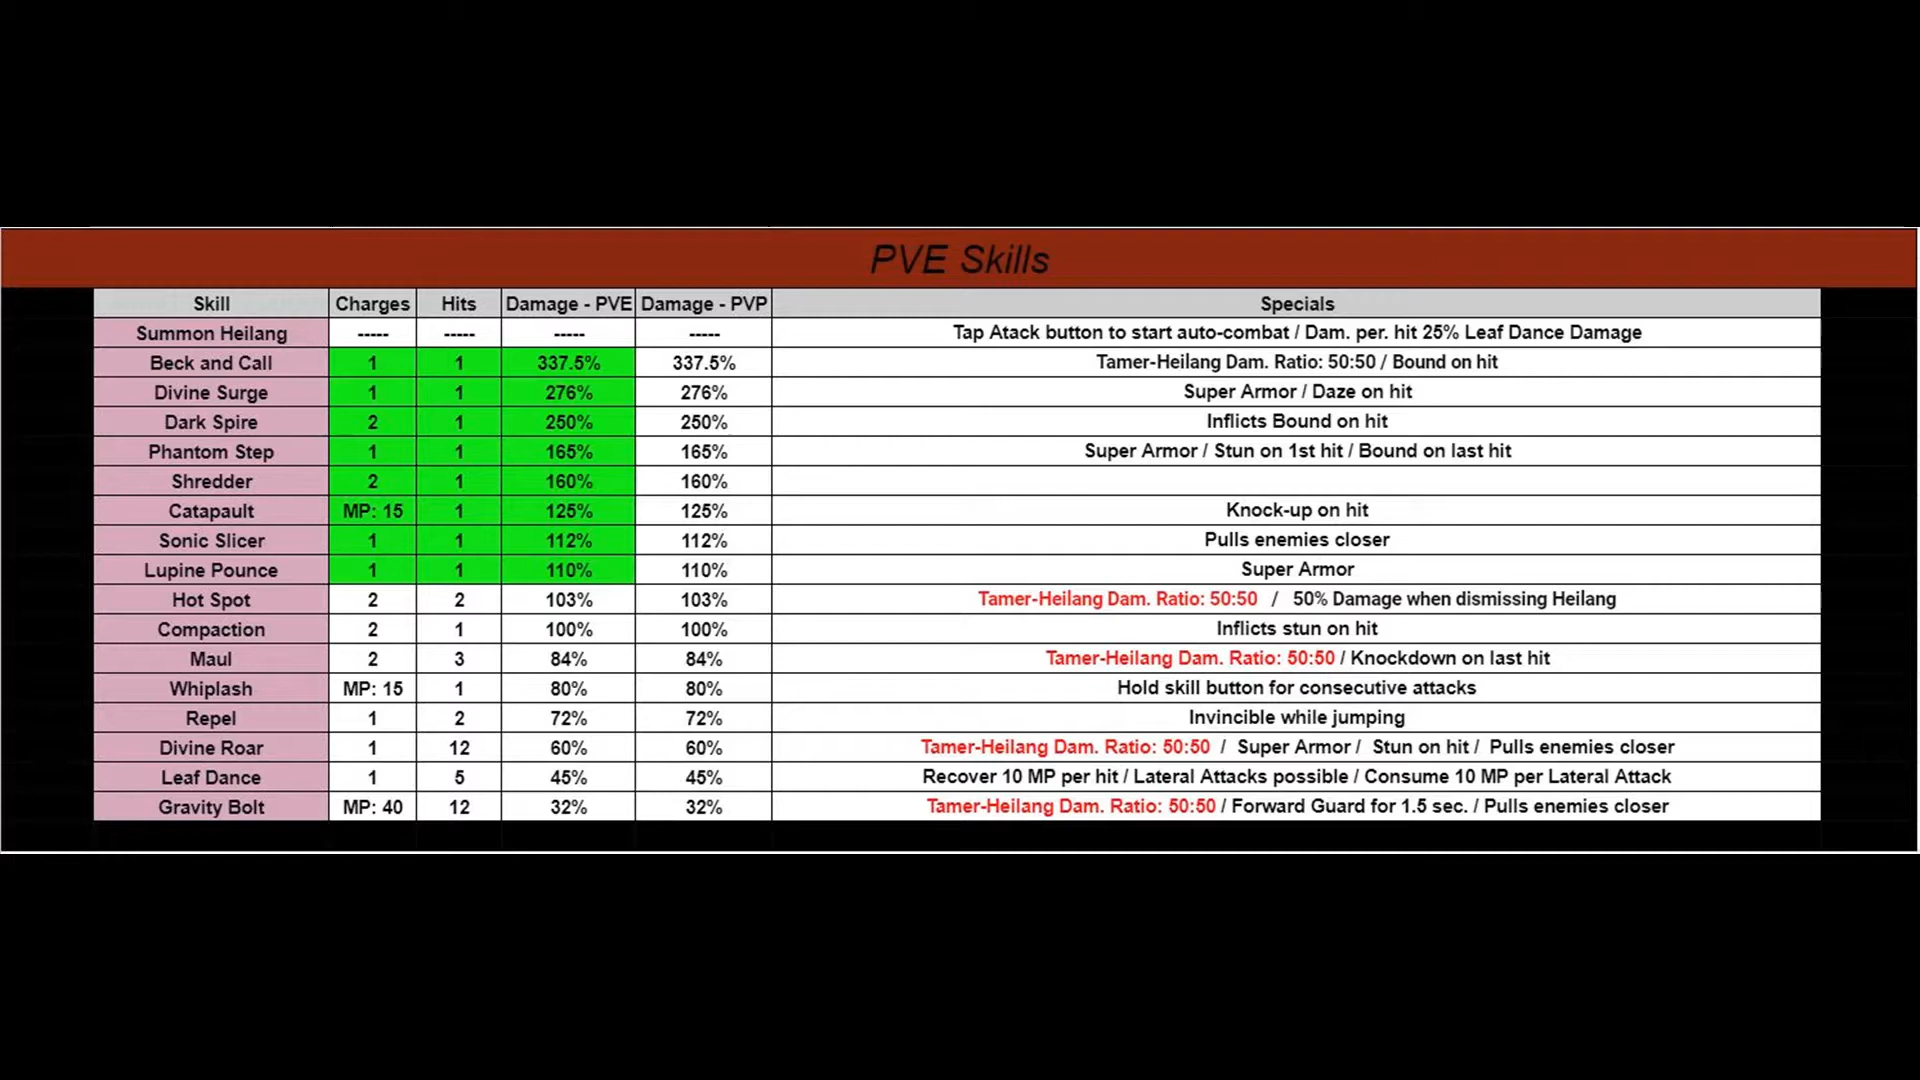 PVE Skills
Skill Charges Hits Damage - PVE Damage - PVP Specials
Summon Heilang ----- ----- ----- ----- Tap Atack button to start auto-combat / Dam. per. hit 25% Leaf Dance Damage
Beck and Call 1 1 337.5% 337.5% Tamer-Heilang Dam. Ratio: 50:50 / Bound on hit
Divine Surge 1 1 276% 276% Super Armor / Daze on hit
Dark Spire 2 1 250% 250% Inflicts Bound on hit
Phantom Step 1 1 165% 165% Super Armor / Stun on 1st hit / Bound on last hit
Shredder 2 1 160% 160%
Catapault MP: 15 1 125% 125% Knock-up on hit
Sonic Slicer 1 1 112% 112% Pulls enemies closer
Lupine Pounce 1 1 110% 110% Super Armor
Hot Spot 2 2 103% 103% Tamer-Heilang Dam. Ratio: 50:50 / 50% Damage when dismissing Heilang
Compaction 2 1 100% 100% Inflicts stun on hit
Maul 2 3 84% 84% Tamer-Heilang Dam. Ratio: 50:50 / Knockdown on last hit
Whiplash MP: 15 1 80% 80% Hold skill button for consecutive attacks
Repel 1 2 72% 72% Invincible while jumping
Divine Roar 1 12 60% 60% Tamer-Heilang Dam. Ratio: 50:50 / Super Armor / Stun on hit / Pulls enemies closer
Leaf Dance 1 5 45% 45% Recover 10 MP per hit / Lateral Attacks possible / Consume 10 MP per Lateral Attack
Gravity Bolt MP: 40 12 32% 32% Tamer-Heilang Dam. Ratio: 50:50 / Forward Guard for 1.5 sec. / Pulls enemies closer